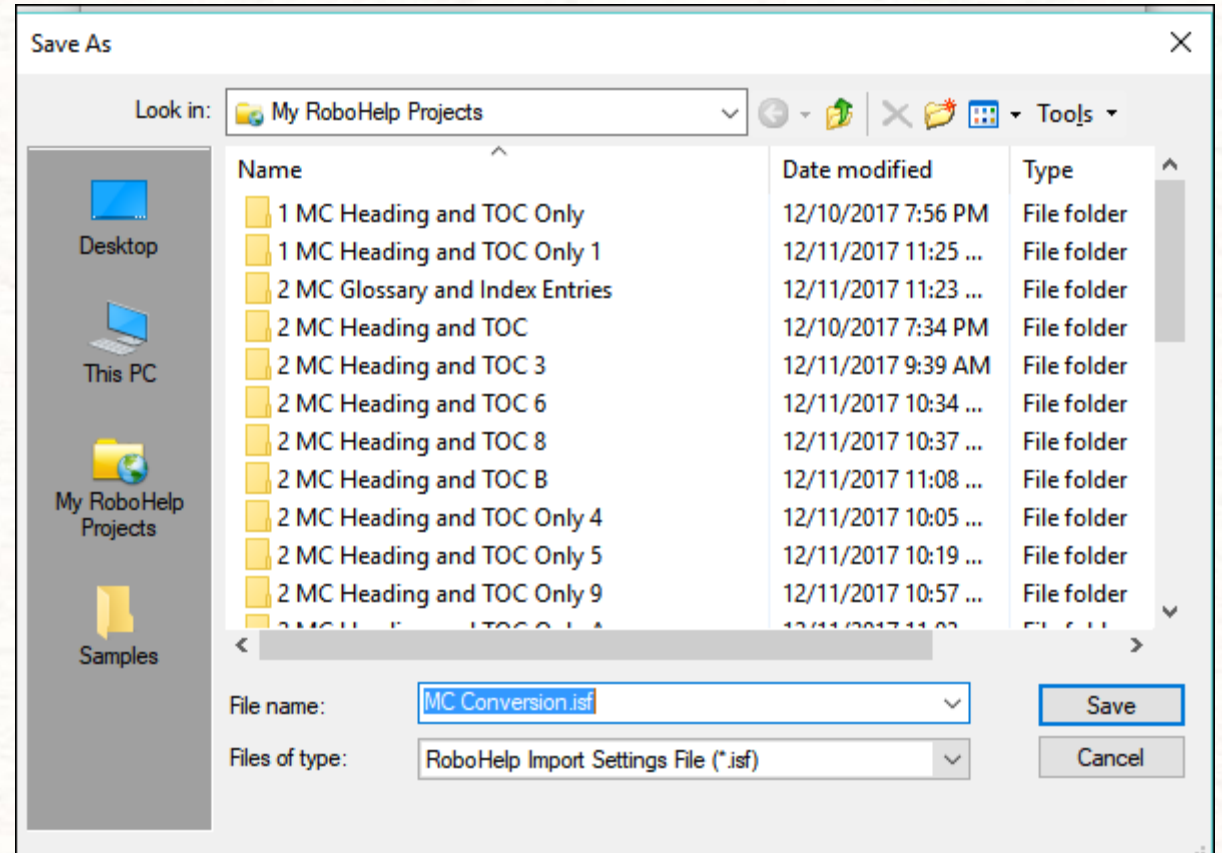 Save As
Look in: My RoboHelp Projects Tools
Name Date modified Type
Desktop
This PC
My RoboHelp
Projects
Samples
1 MC Heading and TOC Only 12/10/2017 7:56 PM File folder
1 MC Heading and TOC Only 1 12/11/2017 11:25 ... File folder
2 MC Glossary and Index Entries 12/11/2017 11:23 ... File folder
2 MC Heading and TOC 12/10/2017 7:34 PM File folder
2 MC Heading and TOC 3 12/11/2017 9:39 AM File folder
2 MC Heading and TOC 6 12/11/2017 10:34 ... File folder
2 MC Heading and TOC 8 12/11/2017 10:37 ... File folder
2 MC Heading and TOC B 12/11/2017 11:08 ... File folder
2 MC Heading and TOC Only 4 12/11/2017 10:05 ... File folder
2 MC Heading and TOC Only 5 12/11/2017 10:19 ... File folder
2 MC Heading and TOC Only 9 12/11/2017 10:57 ... File folder
File name: MC Conversion.isf Save
Files of type: RoboHelp Import Settings File (*.isf) Cancel